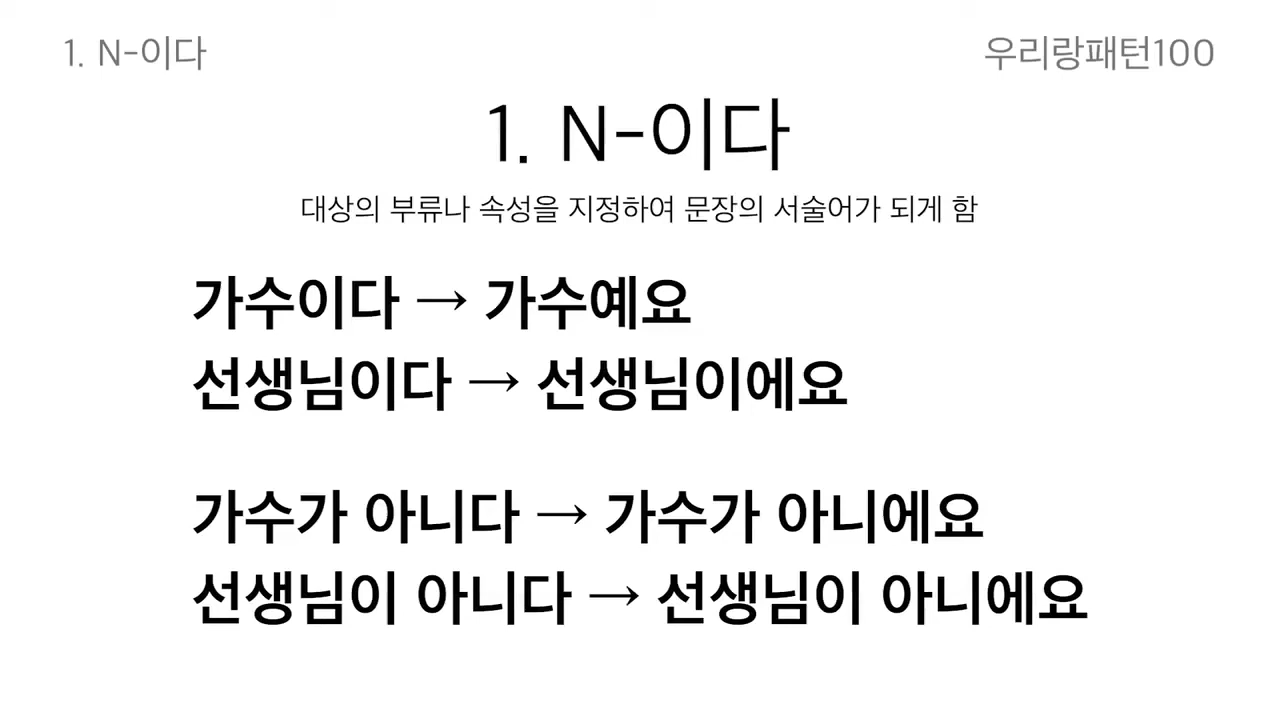 1. N-이다
우리랑패턴100
1. N-이다
대상의 부류나 속성을 지정하여 문장의 서술어가 되게 함
가수이다 → 가수예요
선생님이다 → 선생님이에요
가수가 아니다 → 가수가 아니에요
선생님이 아니다 → 선생님이 아니에요